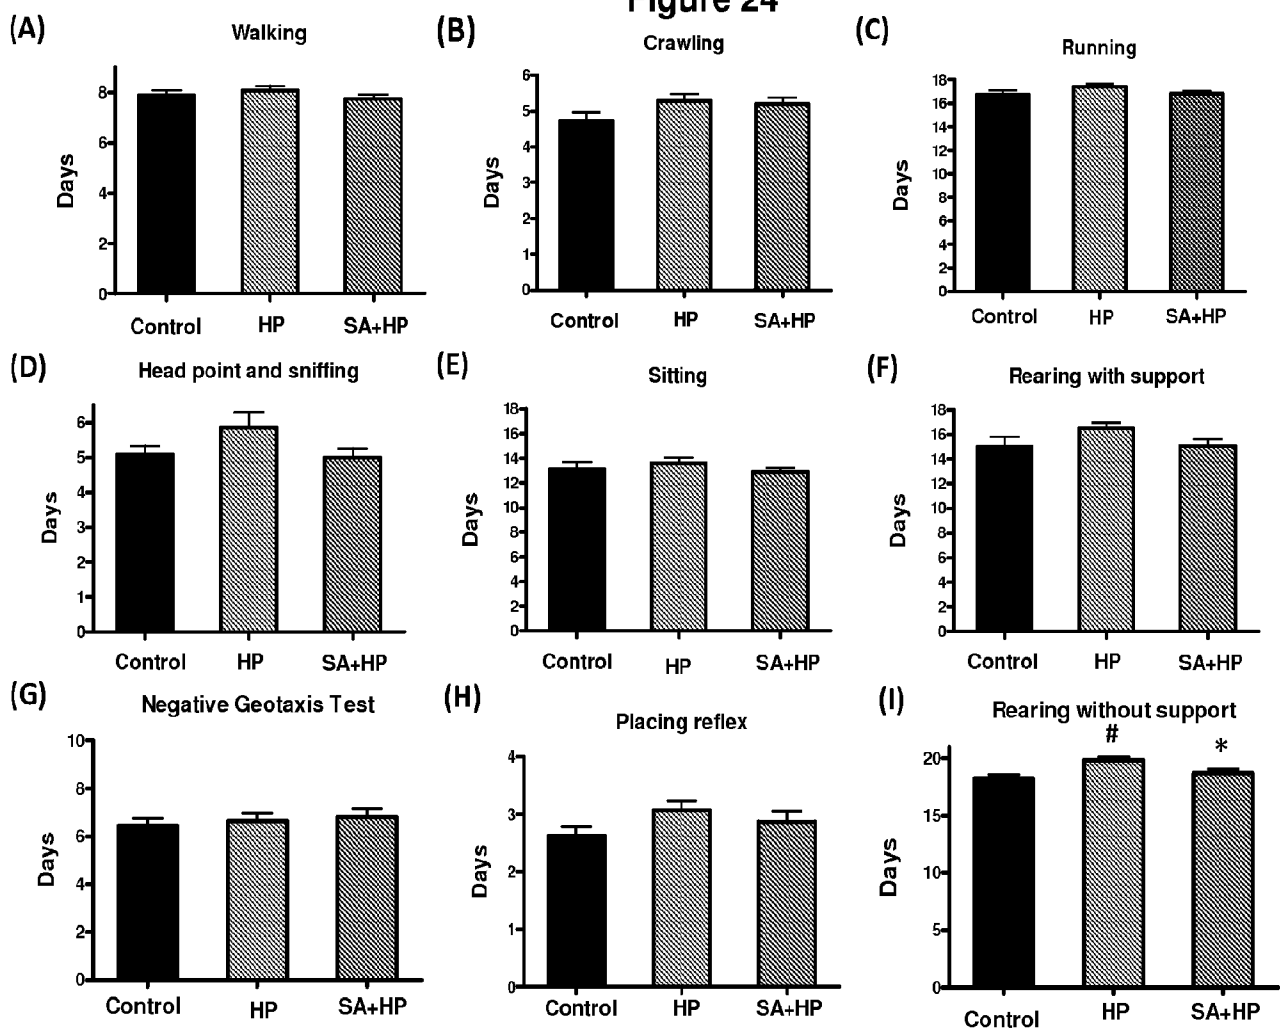 Figure 24
(A)
Walking
Days
8
6
4
2
0
Control HP SA+HP
(B)
Crawling
Days
6
5
4
3
2
1
0
Control HP SA+HP
(C)
Running
Days
18
16
14
12
10
8
6
4
2
0
Control HP SA+HP
(D)
Head point and sniffing
Days
6
5
4
3
2
1
0
Control HP SA+HP
(E)
Sitting
Days
18
16
14
12
10
8
6
4
2
0
Control HP SA+HP
(F)
Rearing with support
Days
18
16
14
12
10
8
6
4
2
0
Control HP SA+HP
(G)
Negative Geotaxis Test
Days
10
8
6
4
2
0
Control HP SA+HP
(H)
Placing reflex
Days
4
3
2
1
0
Control HP SA+HP
(I)
Rearing without support
# *
Days
20
15
10
5
0
Control HP SA+HP